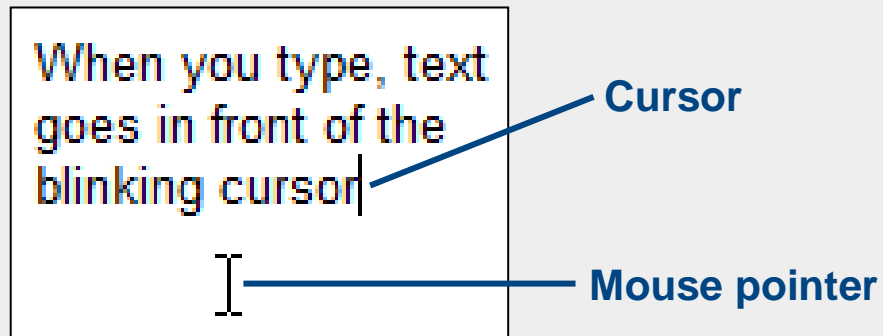 When you type, text
goes in front of the
blinking cursor
Cursor
Mouse pointer